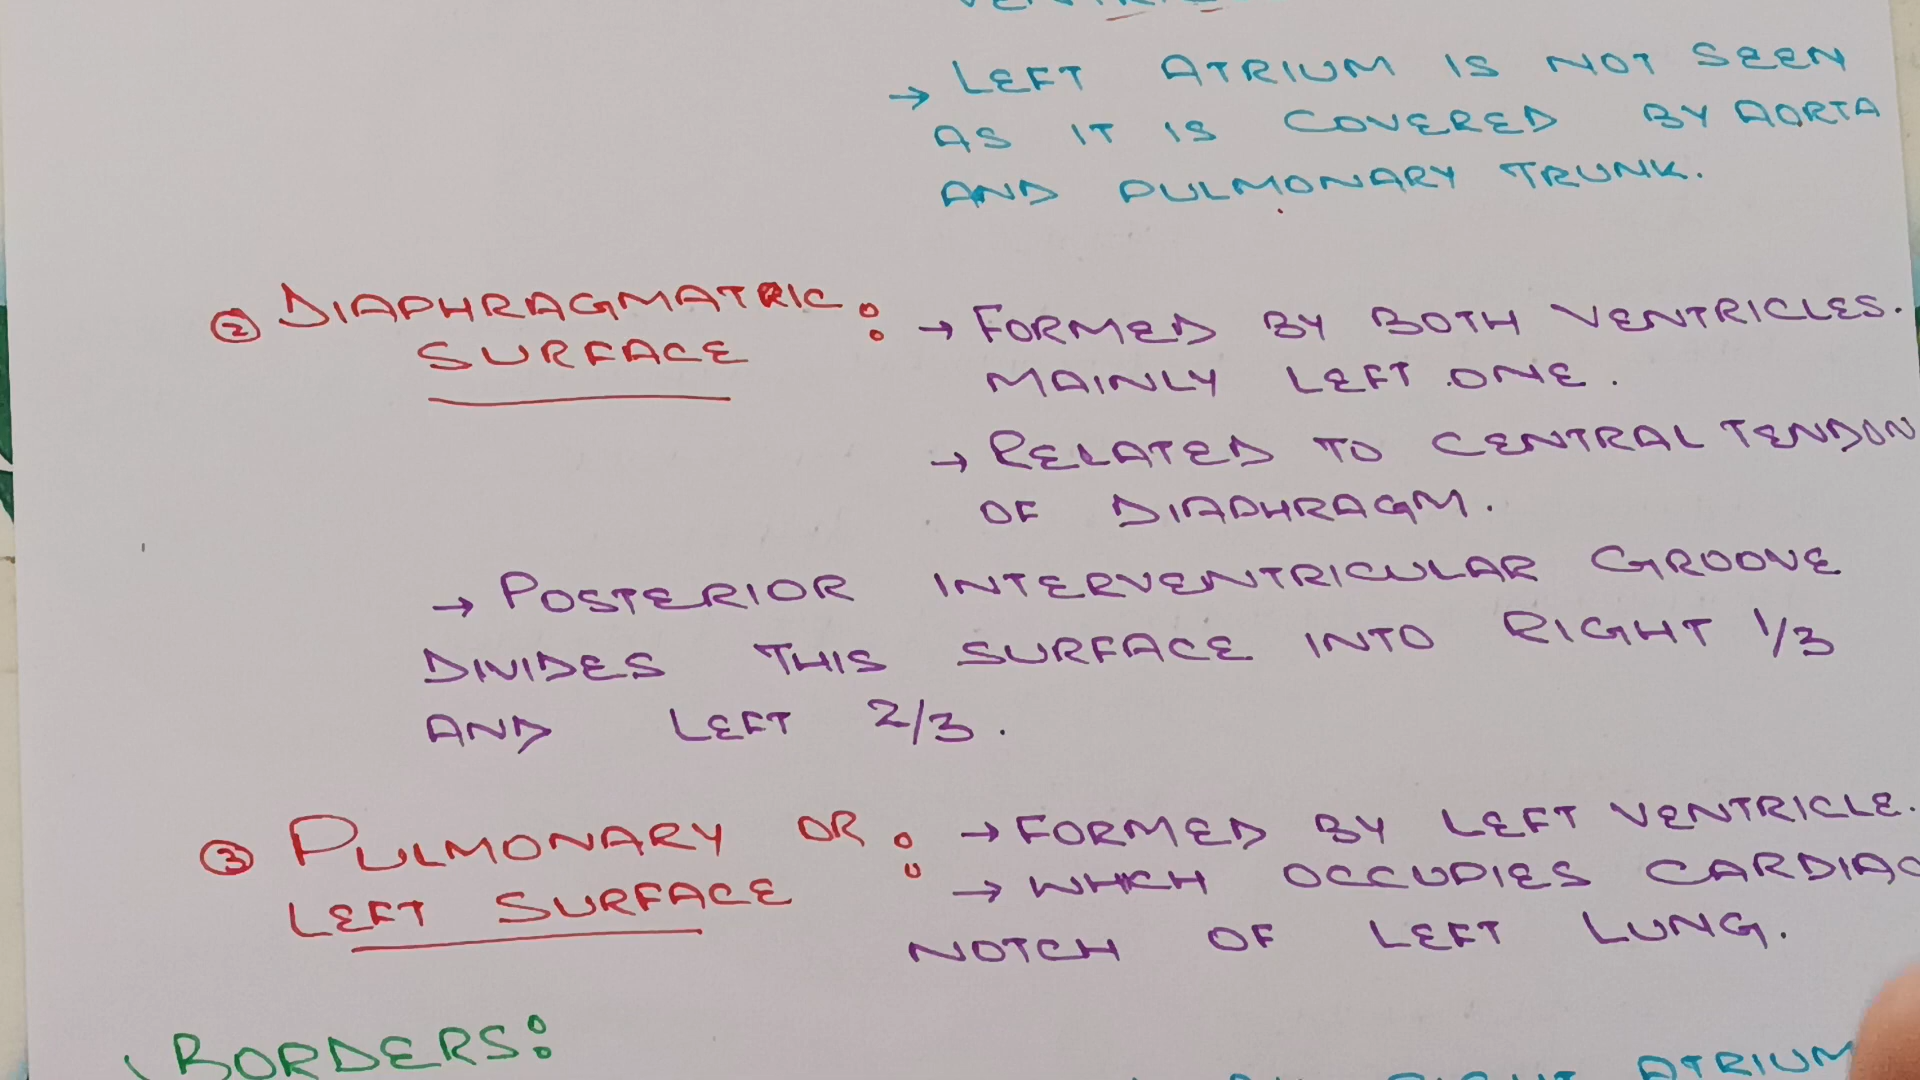 → LEFT ATRIUM IS NOT SEEN
AS IT IS COVERED BY AORTA
AND PULMONARY TRUNK.
② DIAPHRAGMATRIC :
SURFACE
→ FORMED BY BOTH VENTRICLES.
MAINLY LEFT ONE.
→ RELATED TO CENTRAL TENDON
OF DIAPHRAGM.
→ POSTERIOR INTERVENTRICULAR GROOVE
DIVIDES THIS SURFACE INTO RIGHT 1/3
AND LEFT 2/3.
③ PULMONARY OR :
LEFT SURFACE
→ FORMED BY LEFT VENTRICLE.
→ WHICH OCCUPIES CARDIAC
NOTCH OF LEFT LUNG.
BORDERS:
ATRIUM